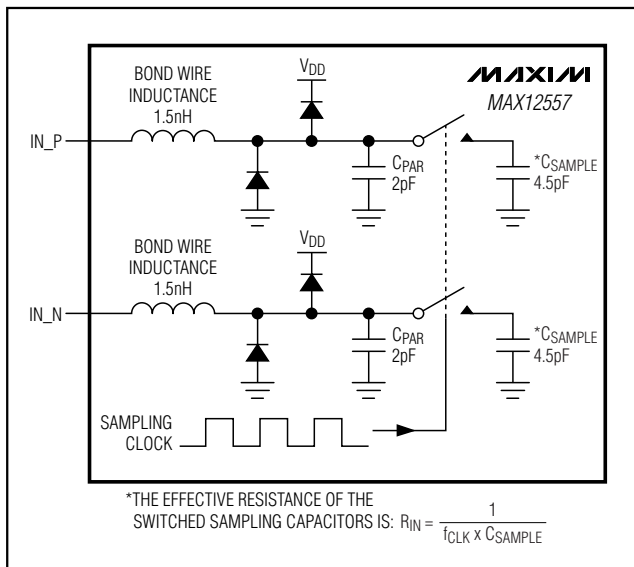 MAXIM
MAX12557
BOND WIRE
INDUCTANCE
1.5nH
VDD
IN_P
CPAR
2pF
*CSAMPLE
4.5pF
BOND WIRE
INDUCTANCE
1.5nH
VDD
IN_N
CPAR
2pF
*CSAMPLE
4.5pF
SAMPLING
CLOCK
*THE EFFECTIVE RESISTANCE OF THE
SWITCHED SAMPLING CAPACITORS IS: RIN = 1 / fCLK x CSAMPLE